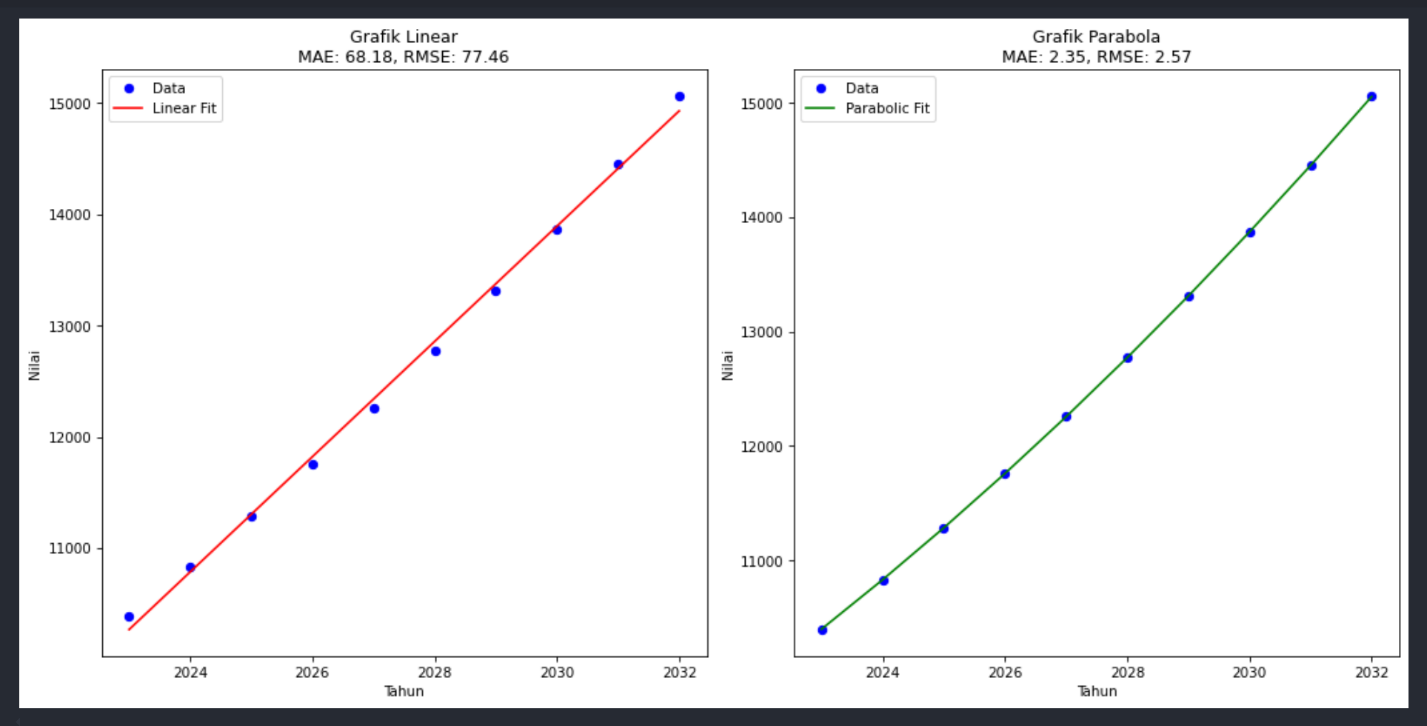 Grafik Linear
MAE: 68.18, RMSE: 77.46
Data
Linear Fit
15000
14000
13000
12000
11000
Nilai
2024 2026 2028 2030 2032
Tahun
Grafik Parabola
MAE: 2.35, RMSE: 2.57
Data
Parabolic Fit
15000
14000
13000
12000
11000
Nilai
2024 2026 2028 2030 2032
Tahun